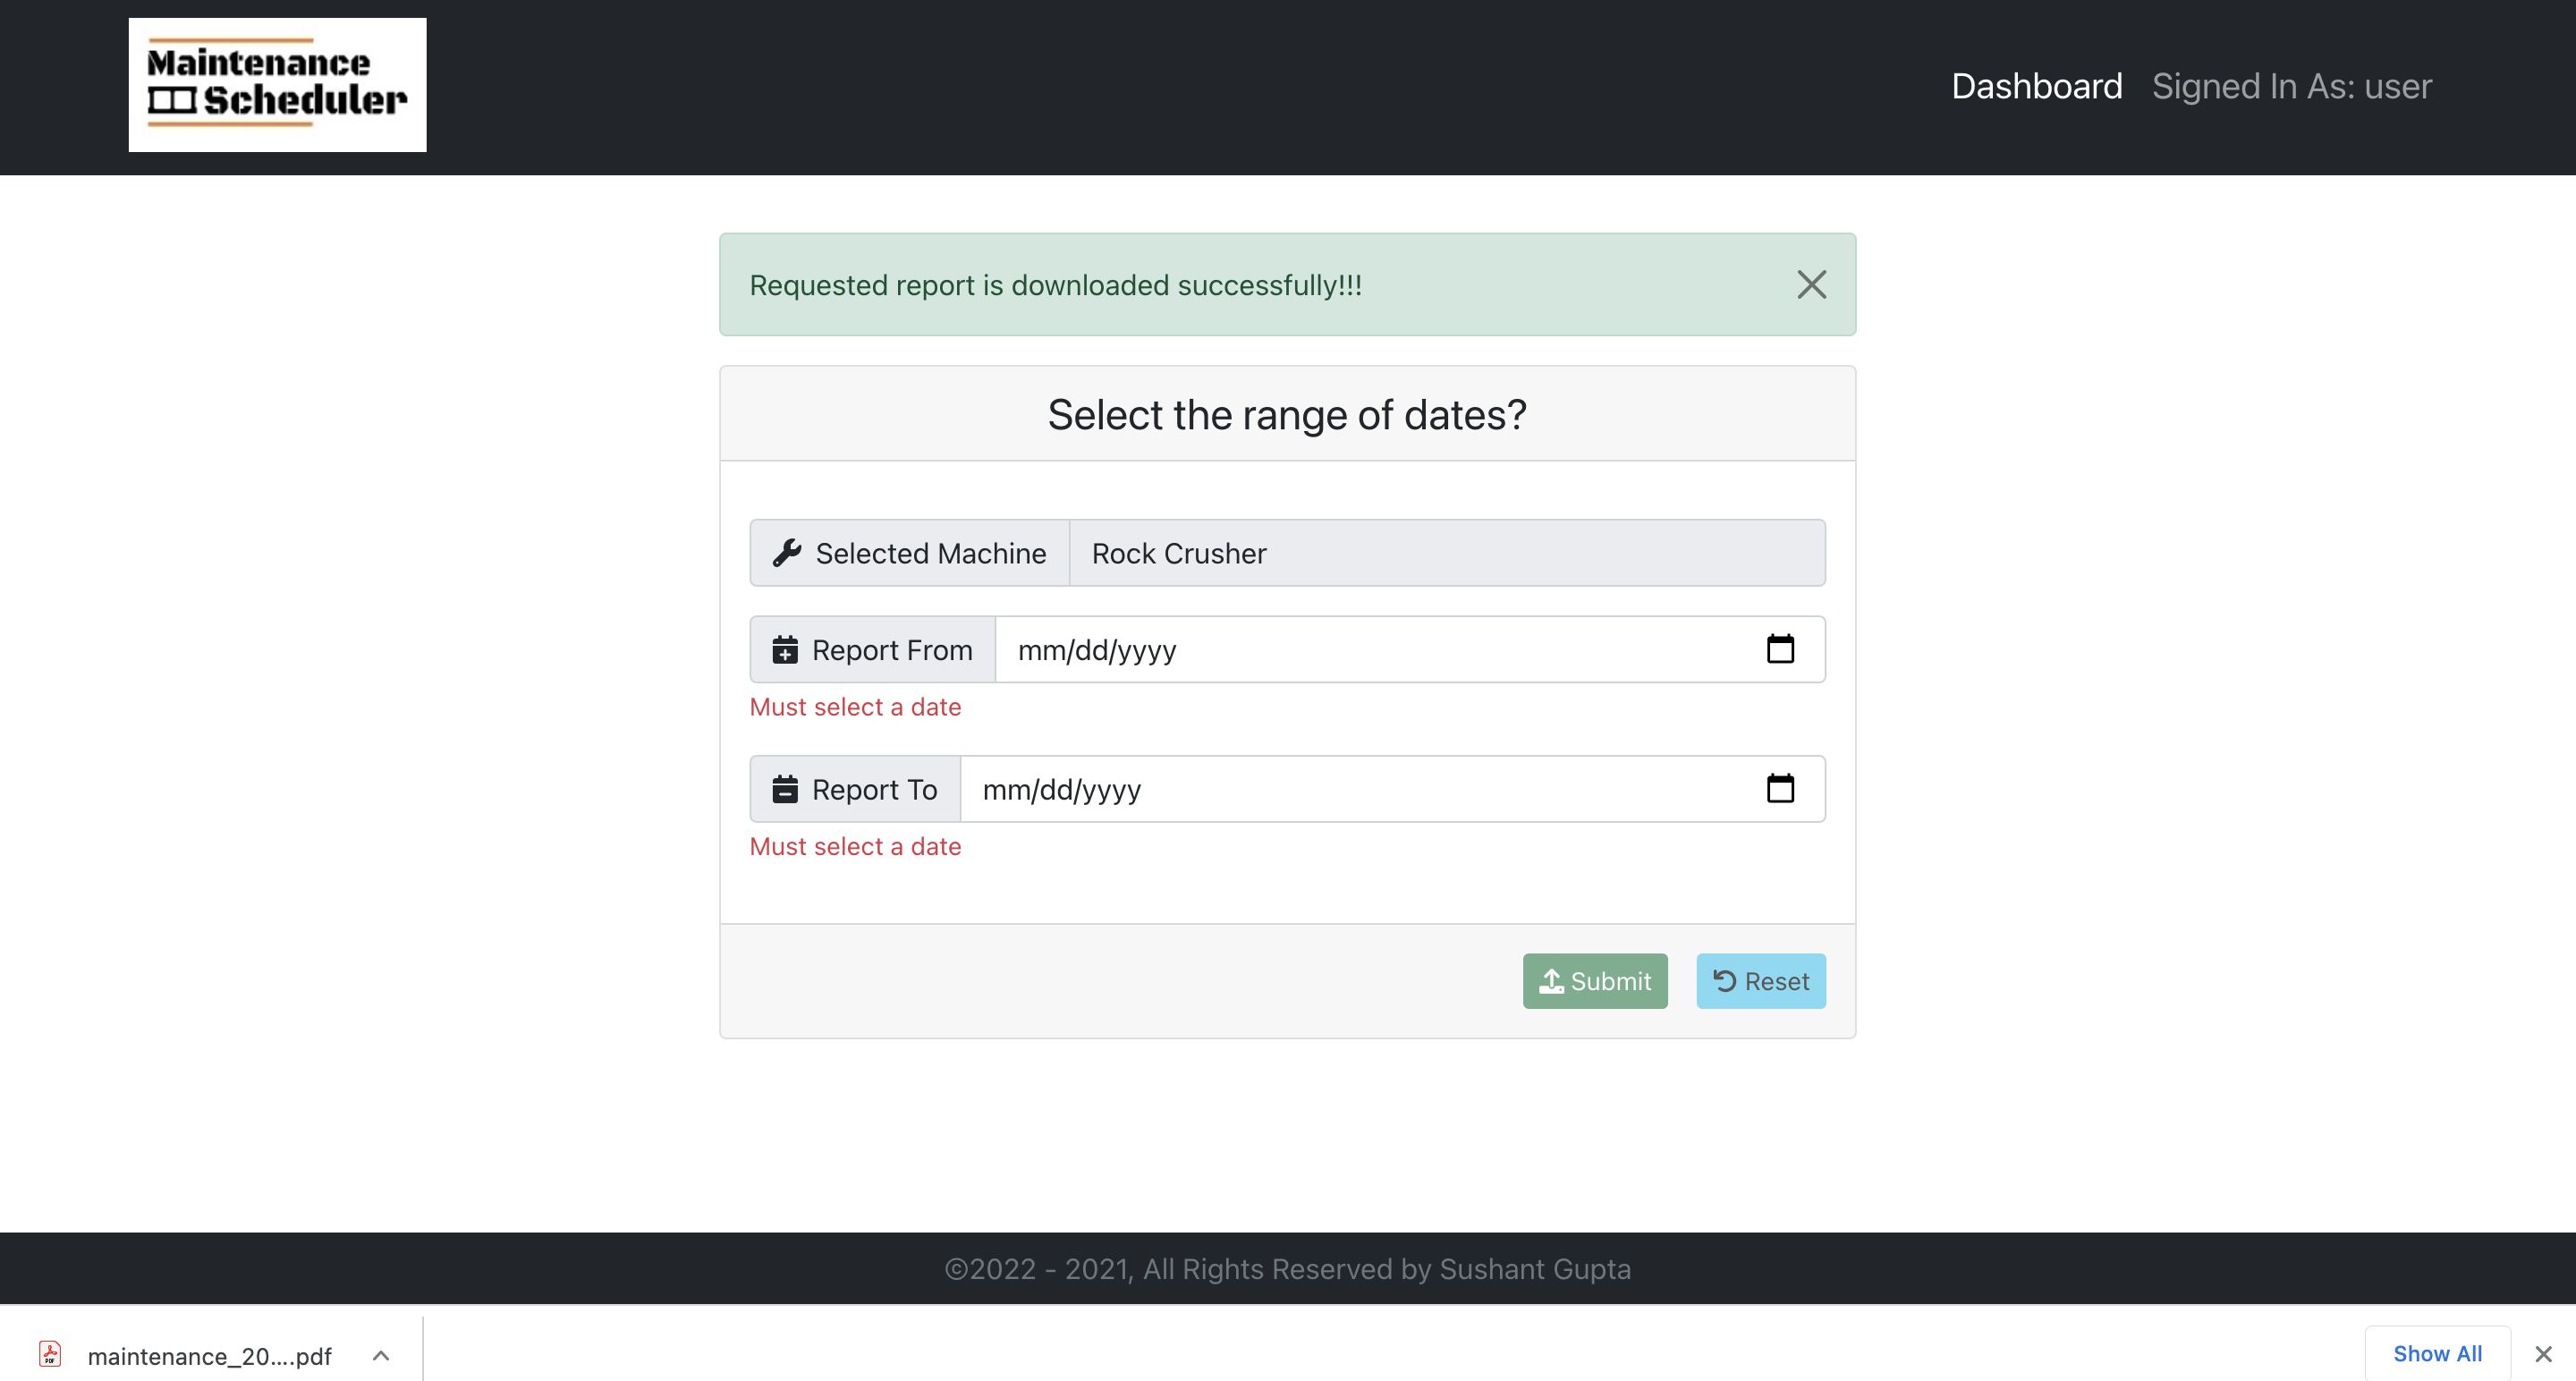 Maintenance
Scheduler
Dashboard Signed In As: user
Requested report is downloaded successfully!!!
Select the range of dates?
Selected Machine Rock Crusher
Report From mm/dd/yyyy
Must select a date
Report To mm/dd/yyyy
Must select a date
Submit Reset
©2022 - 2021, All Rights Reserved by Sushant Gupta
PDF maintenance_20....pdf Show All